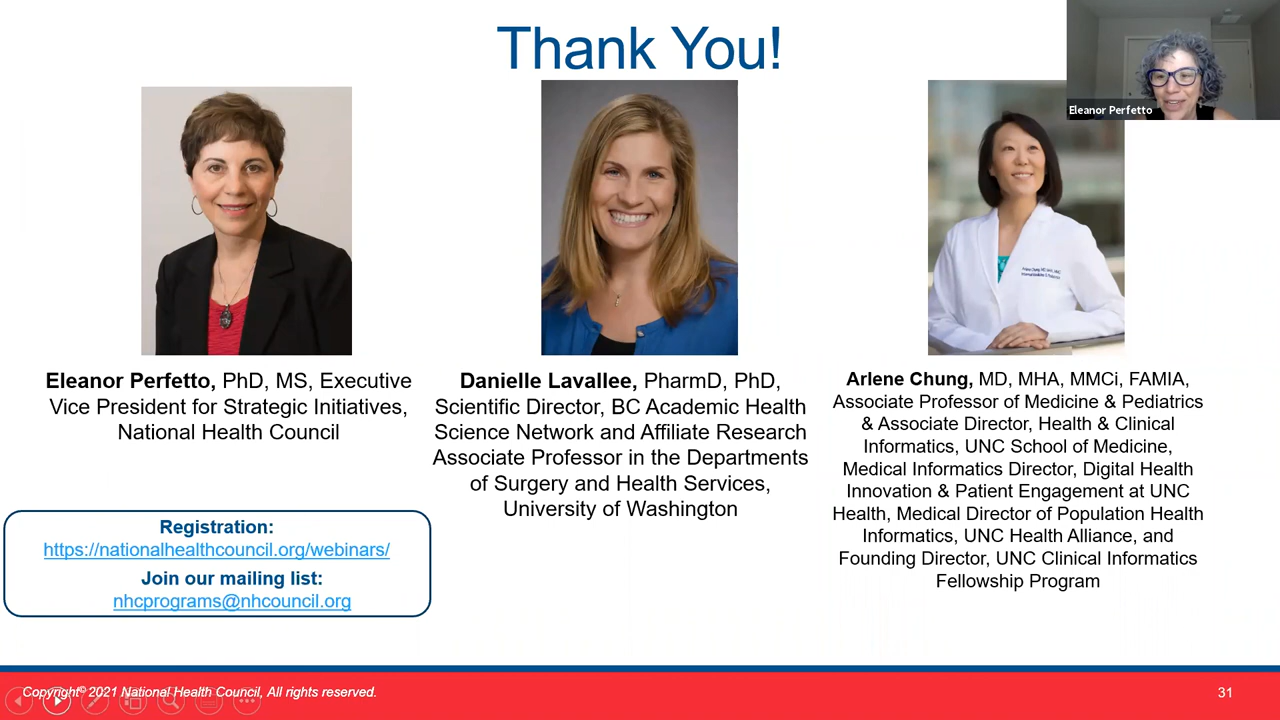 Thank You!
Eleanor Perfetto
Eleanor Perfetto, PhD, MS, Executive
Vice President for Strategic Initiatives,
National Health Council
Danielle Lavallee, PharmD, PhD,
Scientific Director, BC Academic Health
Science Network and Affiliate Research
Associate Professor in the Departments
of Surgery and Health Services,
University of Washington
Arlene Chung, MD, MHA, MMCi, FAMIA,
Associate Professor of Medicine & Pediatrics
& Associate Director, Health & Clinical
Informatics, UNC School of Medicine,
Medical Informatics Director, Digital Health
Innovation & Patient Engagement at UNC
Health, Medical Director of Population Health
Informatics, UNC Health Alliance, and
Founding Director, UNC Clinical Informatics
Fellowship Program
Registration:
https://nationalhealthcouncil.org/webinars/
Join our mailing list:
nhcprograms@nhcouncil.org
Copyright© 2021 National Health Council, All rights reserved.
31